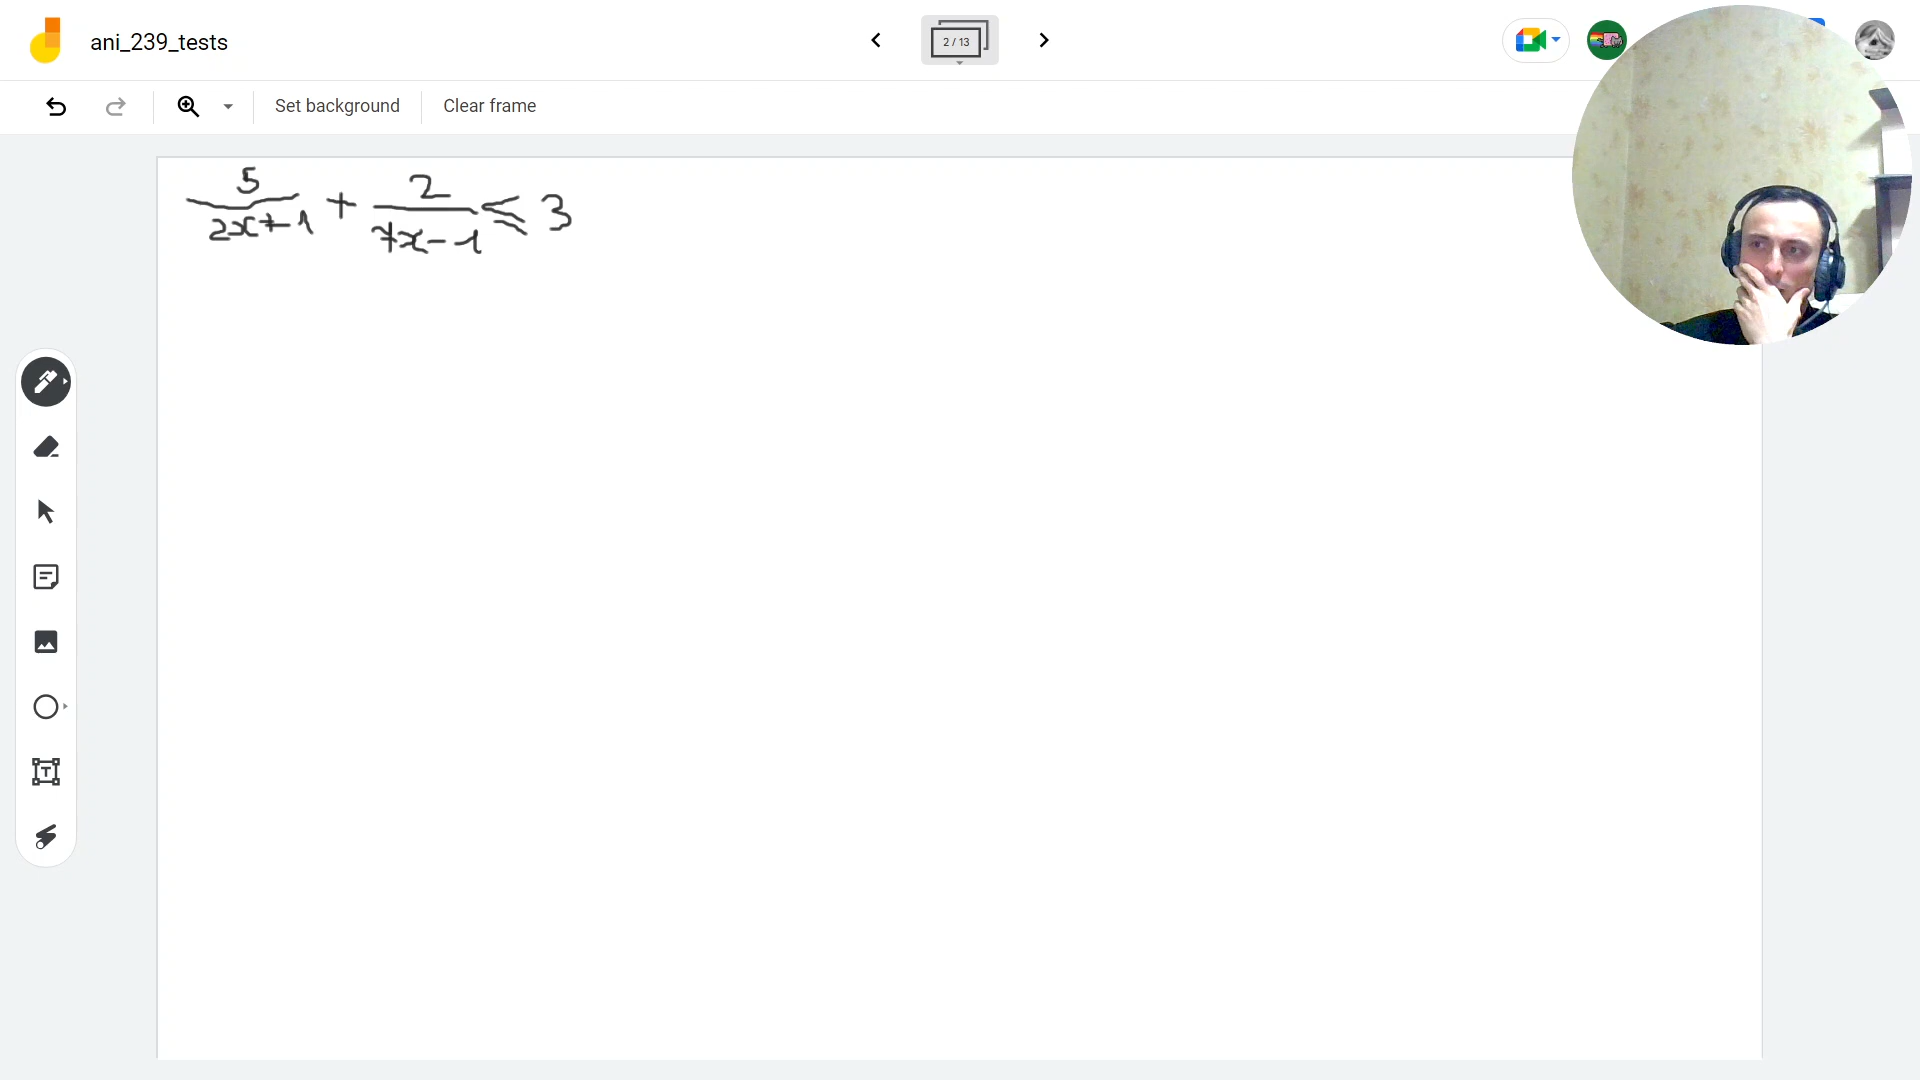 ani_239_tests
2 / 13
Set background
Clear frame
5/(2x+1) + 2/(7x-1) ≤ 3